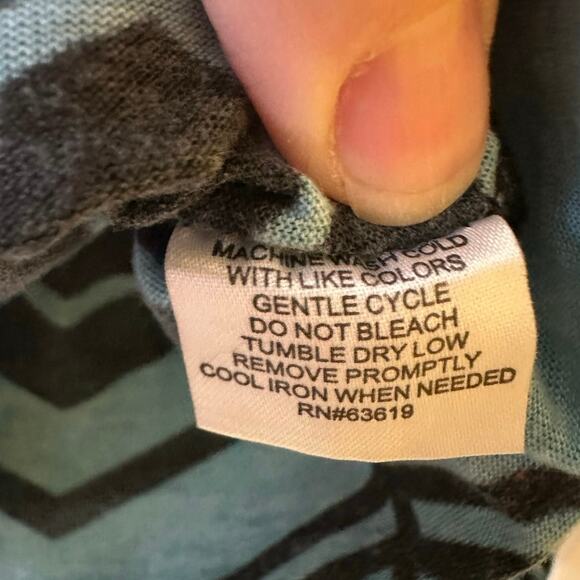 MACHINE WASH COLD
WITH LIKE COLORS
GENTLE CYCLE
DO NOT BLEACH
TUMBLE DRY LOW
REMOVE PROMPTLY
COOL IRON WHEN NEEDED
RN#63619